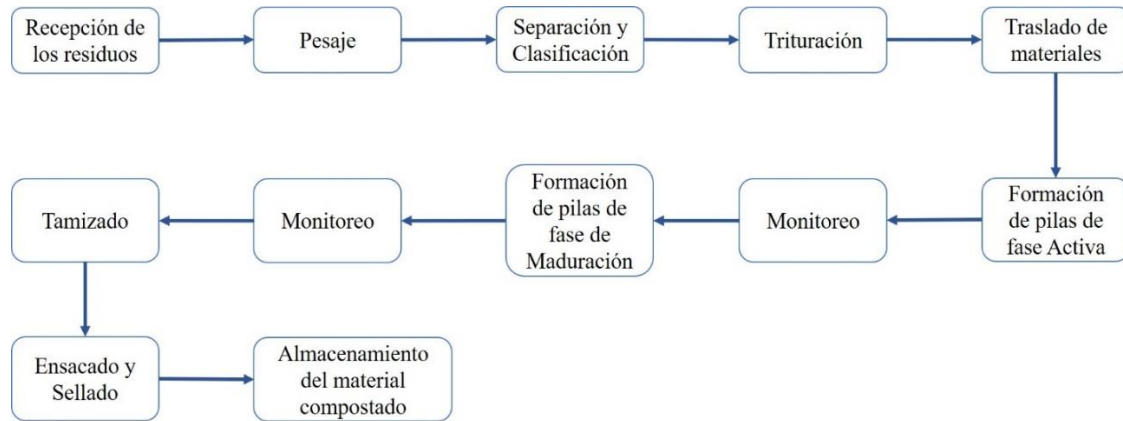 Recepción de
los residuos
Pesaje
Separación y
Clasificación
Trituración
Traslado de
materiales
Formación
de pilas de
fase Activa
Monitoreo
Formación
de pilas de
fase de
Maduración
Monitoreo
Tamizado
Ensacado y
Sellado
Almacenamiento
del material
compostado